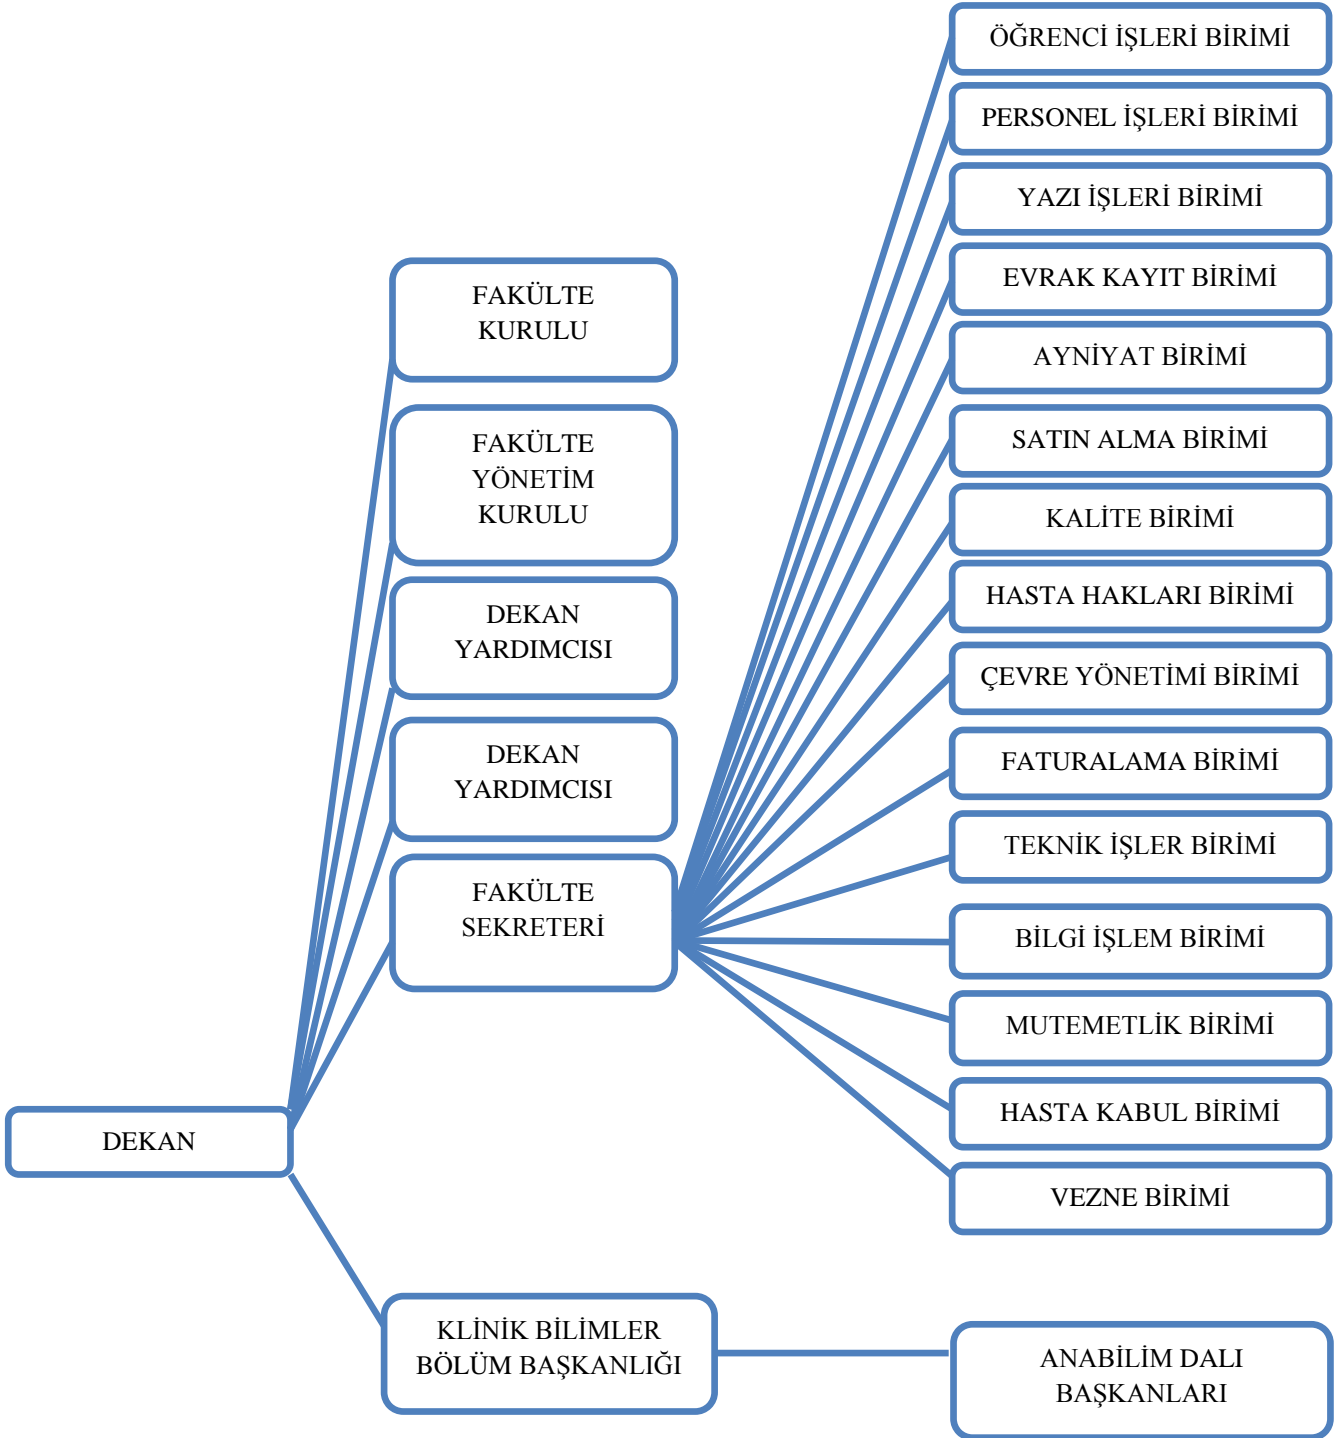 ÖĞRENCİ İŞLERİ BİRİMİ
PERSONEL İŞLERİ BİRİMİ
YAZI İŞLERİ BİRİMİ
EVRAK KAYIT BİRİMİ
AYNİYAT BİRİMİ
SATIN ALMA BİRİMİ
KALİTE BİRİMİ
HASTA HAKLARI BİRİMİ
ÇEVRE YÖNETİMİ BİRİMİ
FATURALAMA BİRİMİ
TEKNİK İŞLER BİRİMİ
BİLGİ İŞLEM BİRİMİ
MUTEMETLİK BİRİMİ
HASTA KABUL BİRİMİ
VEZNE BİRİMİ
FAKÜLTE
KURULU
FAKÜLTE
YÖNETİM
KURULU
DEKAN
YARDIMCISI
DEKAN
YARDIMCISI
FAKÜLTE
SEKRETERİ
DEKAN
KLİNİK BİLİMLER
BÖLÜM BAŞKANLIĞI
ANABİLİM DALI
BAŞKANLARI